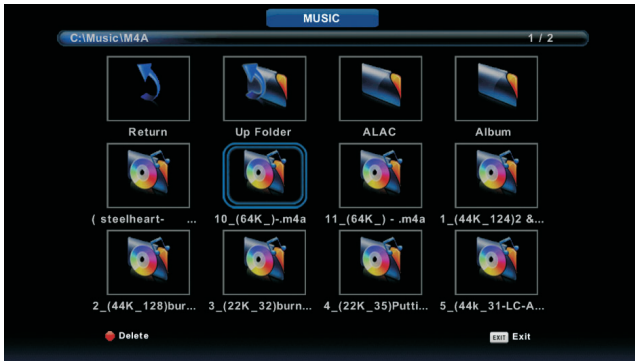 MUSIC
C:\Music\M4A 1 / 2
Return Up Folder ALAC Album
( steelheart- ... 10_(64K_)-.m4a 11_(64K_) - .m4a 1_(44K_124)2 &...
2_(44K_128)bur... 3_(22K_32)burn... 4_(22K_35)Putti... 5_(44k_31-LC-A...
Delete EXIT Exit